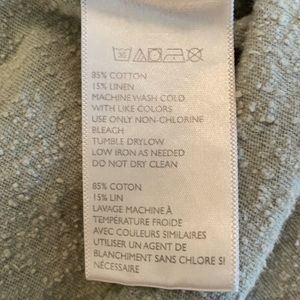 85% COTTON
15% LINEN
MACHINE WASH COLD
WITH LIKE COLORS
USE ONLY NON-CHLORINE
BLEACH
TUMBLE DRYLOW
LOW IRON AS NEEDED
DO NOT DRY CLEAN
85% COTON
15% LIN
LAVAGE MACHINE À
TEMPÉRATURE FROIDE
AVEC COULEURS SIMILAIRES
UTILISER UN AGENT DE
BLANCHIMENT SANS CHLORE SI
NÉCESSAIRE